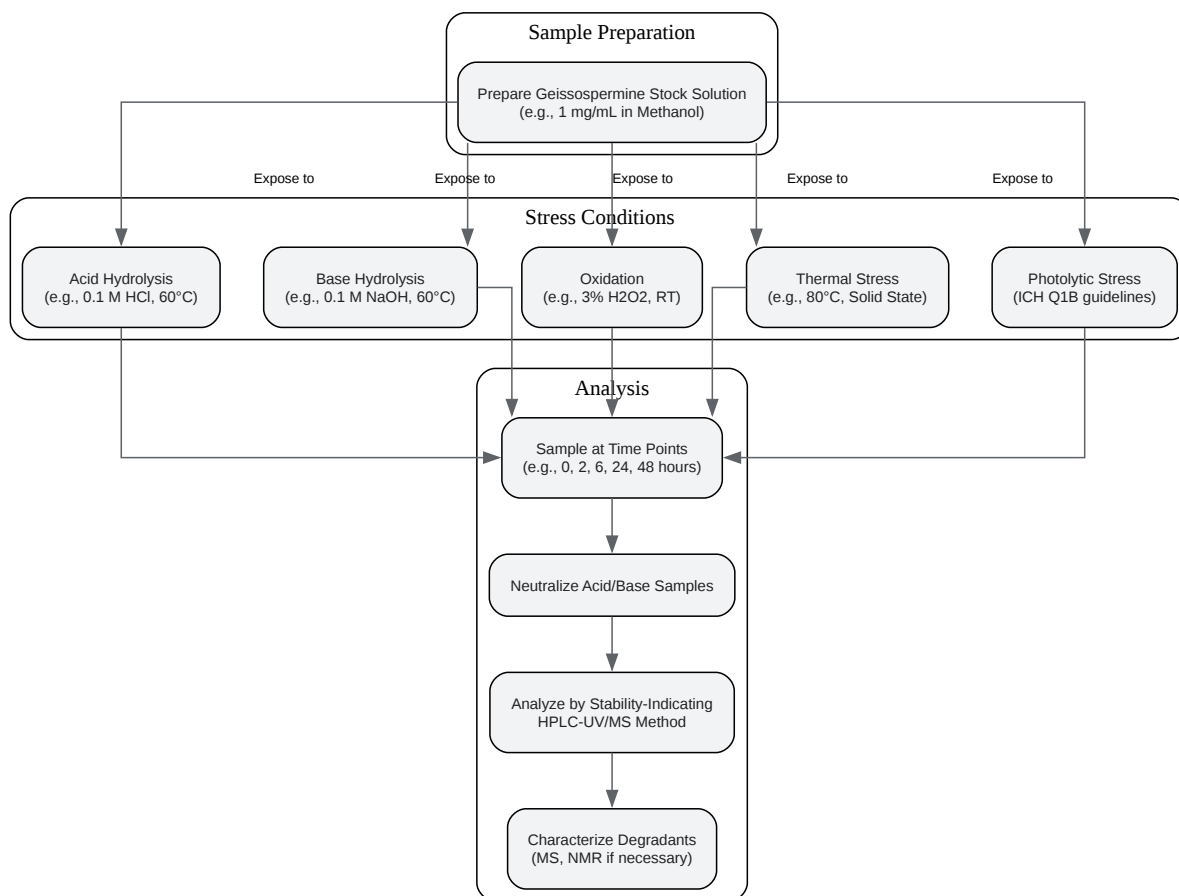 Sample Preparation
Prepare Geissospermine Stock Solution
(e.g., 1 mg/mL in Methanol)
Expose to
Expose to
Expose to
Expose to
Expose to
Stress Conditions
Acid Hydrolysis
(e.g., 0.1 M HCl, 60°C)
Base Hydrolysis
(e.g., 0.1 M NaOH, 60°C)
Oxidation
(e.g., 3% H2O2, RT)
Thermal Stress
(e.g., 80°C, Solid State)
Photolytic Stress
(ICH Q1B guidelines)
Analysis
Sample at Time Points
(e.g., 0, 2, 6, 24, 48 hours)
Neutralize Acid/Base Samples
Analyze by Stability-Indicating
HPLC-UV/MS Method
Characterize Degradants
(MS, NMR if necessary)